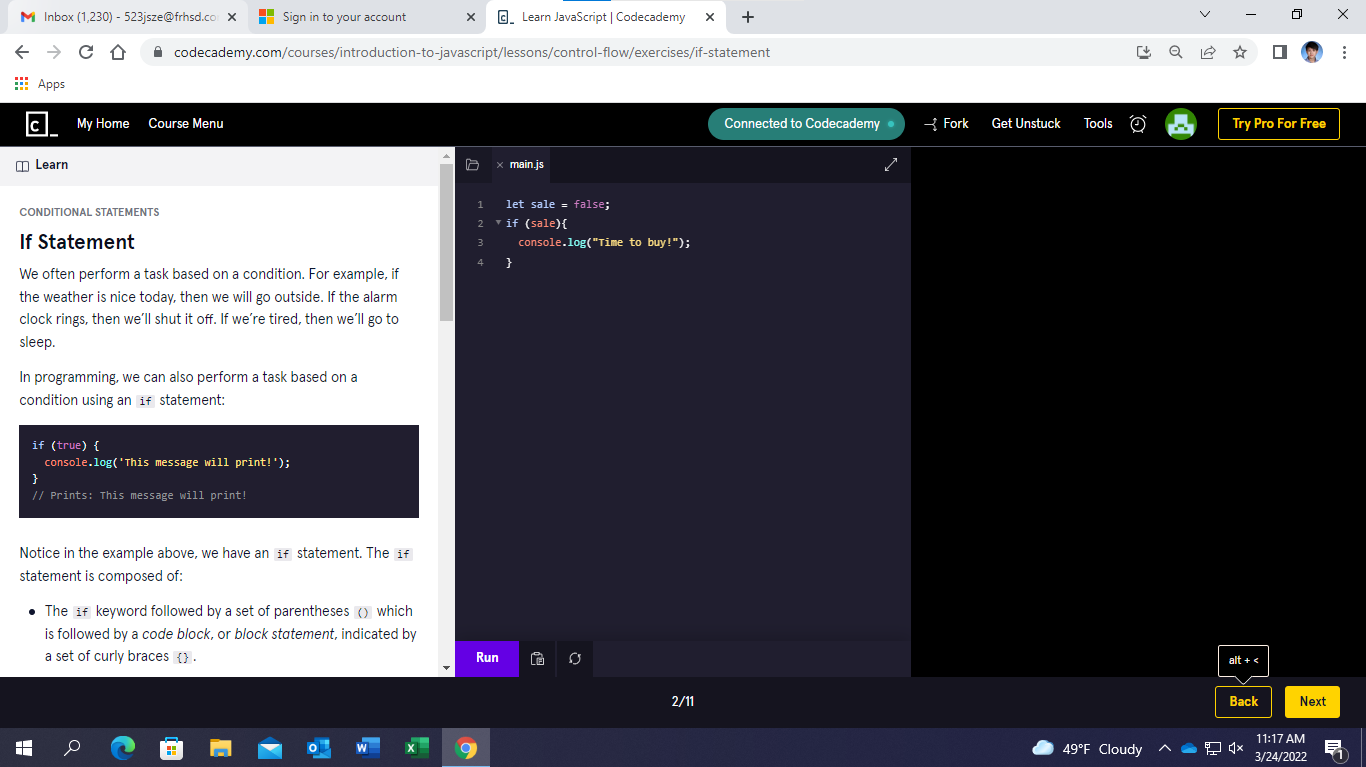 Inbox (1,230) - 523jsze@frhsd.co
Sign in to your account
Learn JavaScript | Codecademy
codecademy.com/courses/introduction-to-javascript/lessons/control-flow/exercises/if-statement
Apps
c_ My Home Course Menu Connected to Codecademy Fork Get Unstuck Tools Try Pro For Free
Learn
CONDITIONAL STATEMENTS
If Statement
We often perform a task based on a condition. For example, if
the weather is nice today, then we will go outside. If the alarm
clock rings, then we’ll shut it off. If we’re tired, then we’ll go to
sleep.
In programming, we can also perform a task based on a
condition using an if statement:
if (true) {
  console.log('This message will print!');
}
// Prints: This message will print!
Notice in the example above, we have an if statement. The if
statement is composed of:
• The if keyword followed by a set of parentheses () which
is followed by a code block, or block statement, indicated by
a set of curly braces {}.
main.js
1 let sale = false;
2 if (sale){
3   console.log("Time to buy!");
4 }
Run
alt + <
2/11
Back Next
49°F Cloudy
11:17 AM
3/24/2022
1